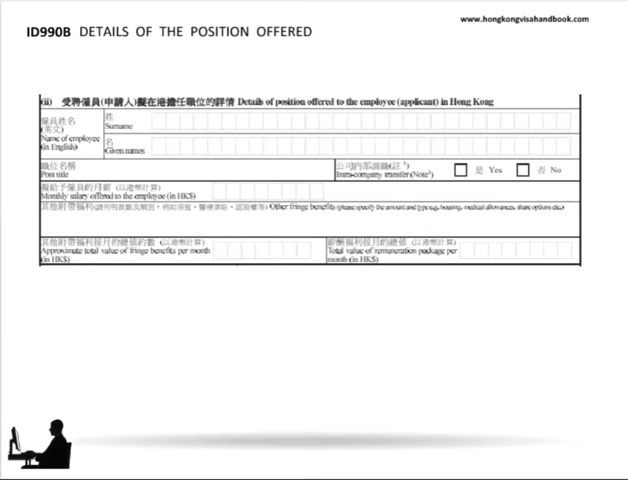 www.hongkongvisahandbook.com
ID990B DETAILS OF THE POSITION OFFERED
(ii) 受聘僱員(申請人)擬在港擔任職位的詳情 Details of position offered to the employee (applicant) in Hong Kong
僱員姓名
(英文)
Name of employee
(in English)
姓
Surname
名
Given names
職位名稱
Post title
公司內部調職(註 1)
Intra-company transfer (Note 1)
是 Yes
否 No
擬給予僱員的月薪 (以港幣計算)
Monthly salary offered to the employee (in HK$)
其他附帶福利 Other fringe benefits (please specify the amount and type e.g. housing, medical allowances, share options etc.)
其他附帶福利按月的總值約數 (以港幣計算)
Approximate total value of fringe benefits per month
(in HK$)
薪酬福利按月的總值 (以港幣計算)
Total value of remuneration package per
month (in HK$)